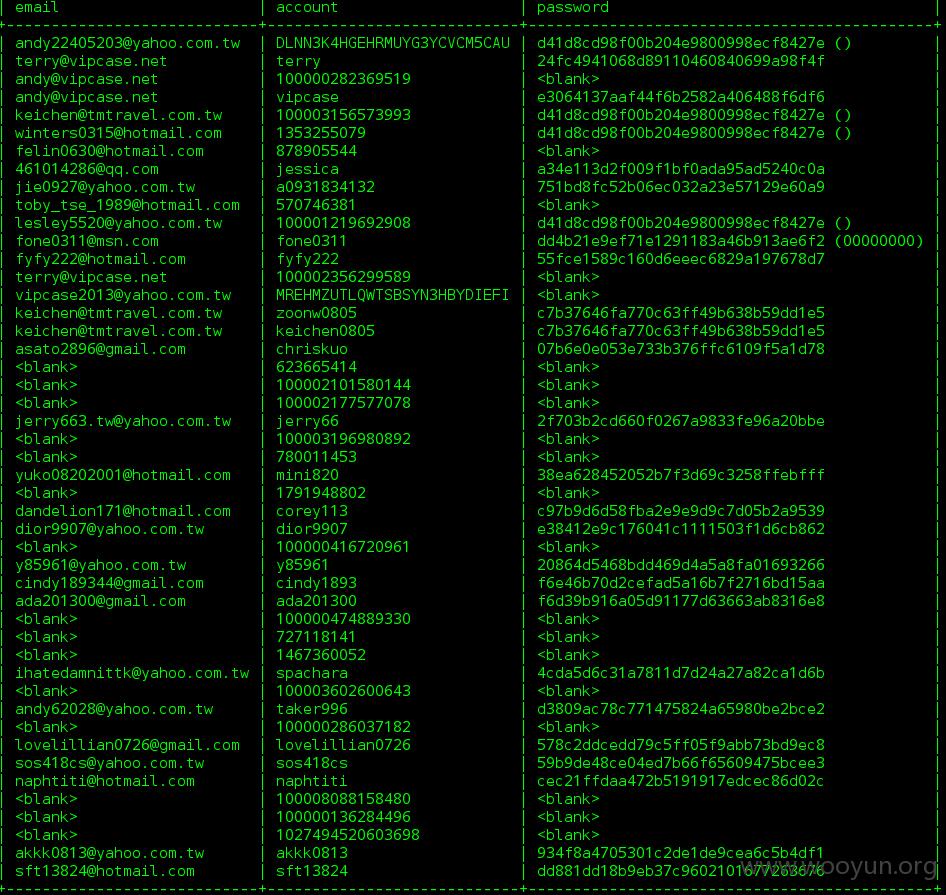 email | account | password
andy22405203@yahoo.com.tw | DLNN3K4HGEHRMUYG3YCVCM5CAU | d41d8cd98f00b204e9800998ecf8427e ()
terry@vipcase.net | terry | 24fc4941068d89110460840699a98f4f
andy@vipcase.net | 100000282369519 | <blank>
andy@vipcase.net | vipcase | e3064137aaf44f6b2582a406488f6df6
keichen@tmtravel.com.tw | 100003156573993 | d41d8cd98f00b204e9800998ecf8427e ()
winters0315@hotmail.com | 1353255079 | d41d8cd98f00b204e9800998ecf8427e ()
felin0630@hotmail.com | 878905544 | <blank>
461014286@qq.com | jessica | a34e113d2f009f1bf0ada95ad5240c0a
jie0927@yahoo.com.tw | a0931834132 | 751bd8fc52b06ec032a23e57129e60a9
toby_tse_1989@hotmail.com | 570746381 | <blank>
lesley5520@yahoo.com.tw | 100001219692908 | d41d8cd98f00b204e9800998ecf8427e ()
fone0311@msn.com | fone0311 | dd4b21e9ef71e1291183a46b913ae6f2 (00000000)
fyfy222@hotmail.com | fyfy222 | 55fce1589c160d6eeec6829a197678d7
terry@vipcase.net | 100002356299589 | <blank>
vipcase2013@yahoo.com.tw | MREHMZUTLQWTSBSYN3HBYDIEFI | <blank>
keichen@tmtravel.com.tw | zoonw0805 | c7b37646fa770c63ff49b638b59dd1e5
keichen@tmtravel.com.tw | keichen0805 | c7b37646fa770c63ff49b638b59dd1e5
asato2896@gmail.com | chriskuo | 07b6e0e053e733b376ffc6109f5a1d78
<blank> | 623665414 | <blank>
<blank> | 100002101580144 | <blank>
<blank> | 100002177577078 | <blank>
jerry663.tw@yahoo.com.tw | jerry66 | 2f703b2cd660f0267a9833fe96a20bbe
<blank> | 100003196980892 | <blank>
<blank> | 780011453 | <blank>
yuko08202001@hotmail.com | mini820 | 38ea628452052b7f3d69c3258ffebfff
<blank> | 1791948802 | <blank>
dandelion171@hotmail.com | corey113 | c97b9d6d58fba2e9e9d9c7d05b2a9539
dior9907@yahoo.com.tw | dior9907 | e38412e9c176041c1111503f1d6cb862
<blank> | 100000416720961 | <blank>
y85961@yahoo.com.tw | y85961 | 20864d5468bdd469d4a5a8fa01693266
cindy189344@gmail.com | cindy1893 | f6e46b70d2cefad5a16b7f2716bd15aa
ada201300@gmail.com | ada201300 | f6d39b916a05d91177d63663ab8316e8
<blank> | 100000474889330 | <blank>
<blank> | 727118141 | <blank>
<blank> | 1467360052 | <blank>
ihatedamnittk@yahoo.com.tw | spachara | 4cda5d6c31a7811d7d24a27a82ca1d6b
<blank> | 100003602600643 | <blank>
andy62028@yahoo.com.tw | taker996 | d3809ac78c771475824a65980be2bce2
<blank> | 100000286037182 | <blank>
lovelillian0726@gmail.com | lovelillian0726 | 578c2ddcedd79c5ff05f9abb73bd9ec8
sos418cs@yahoo.com.tw | sos418cs | 59b9de48ce04ed7b66f65609475bcee3
naphtiti@hotmail.com | naphtiti | cec21ffdaa472b5191917edcec86d02c
<blank> | 100008088158480 | <blank>
<blank> | 100000136284496 | <blank>
<blank> | 1027494520603698 | <blank>
akkk0813@yahoo.com.tw | akkk0813 | 934f8a4705301c2de1de9cea6c5b4df1
sft13824@hotmail.com | sft13824
www.wooyun.org